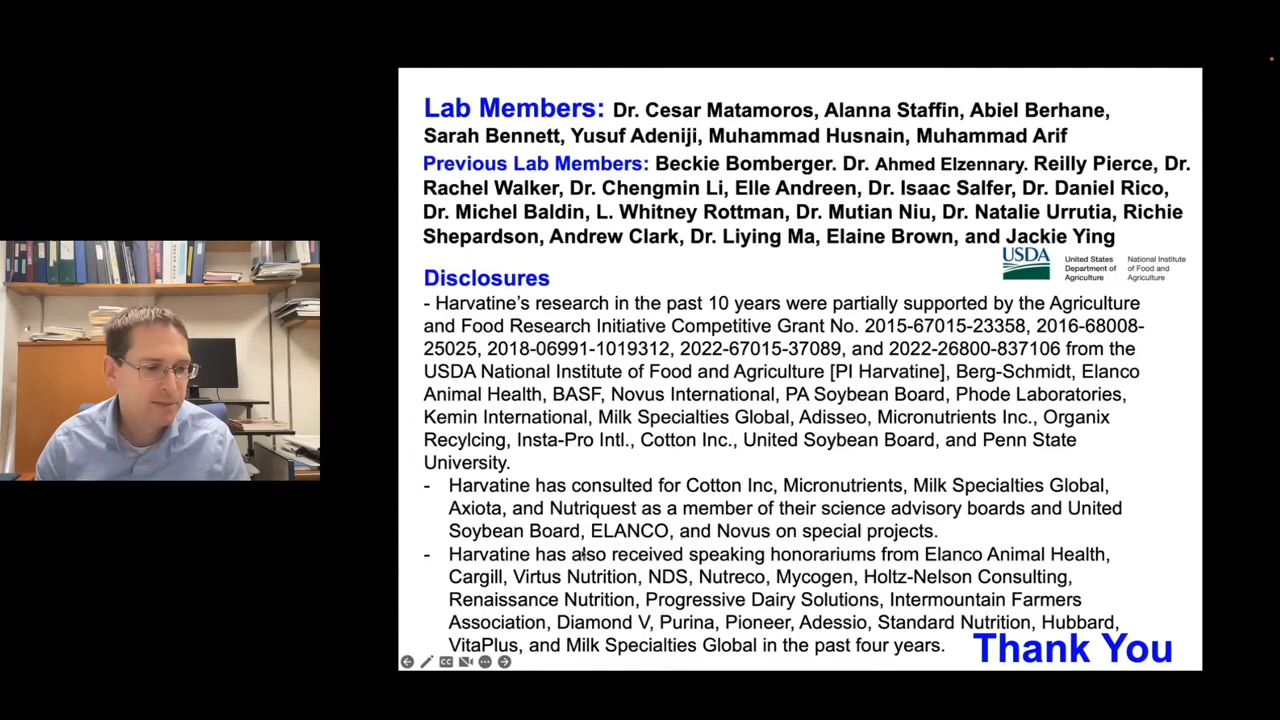 Lab Members: Dr. Cesar Matamoros, Alanna Staffin, Abiel Berhane,
Sarah Bennett, Yusuf Adeniji, Muhammad Husnain, Muhammad Arif
Previous Lab Members: Beckie Bomberger. Dr. Ahmed Elzennary. Reilly Pierce, Dr.
Rachel Walker, Dr. Chengmin Li, Elle Andreen, Dr. Isaac Salfer, Dr. Daniel Rico,
Dr. Michel Baldin, L. Whitney Rottman, Dr. Mutian Niu, Dr. Natalie Urrutia, Richie
Shepardson, Andrew Clark, Dr. Liying Ma, Elaine Brown, and Jackie Ying
USDA
United States
Department of
Agriculture
National Institute
of Food and
Agriculture
Disclosures
- Harvatine's research in the past 10 years were partially supported by the Agriculture
and Food Research Initiative Competitive Grant No. 2015-67015-23358, 2016-68008-
25025, 2018-06991-1019312, 2022-67015-37089, and 2022-26800-837106 from the
USDA National Institute of Food and Agriculture [PI Harvatine], Berg-Schmidt, Elanco
Animal Health, BASF, Novus International, PA Soybean Board, Phode Laboratories,
Kemin International, Milk Specialties Global, Adisseo, Micronutrients Inc., Organix
Recylcing, Insta-Pro Intl., Cotton Inc., United Soybean Board, and Penn State
University.
- Harvatine has consulted for Cotton Inc, Micronutrients, Milk Specialties Global,
Axiota, and Nutriquest as a member of their science advisory boards and United
Soybean Board, ELANCO, and Novus on special projects.
- Harvatine has also received speaking honorariums from Elanco Animal Health,
Cargill, Virtus Nutrition, NDS, Nutreco, Mycogen, Holtz-Nelson Consulting,
Renaissance Nutrition, Progressive Dairy Solutions, Intermountain Farmers
Association, Diamond V, Purina, Pioneer, Adessio, Standard Nutrition, Hubbard,
VitaPlus, and Milk Specialties Global in the past four years.
Thank You
CC